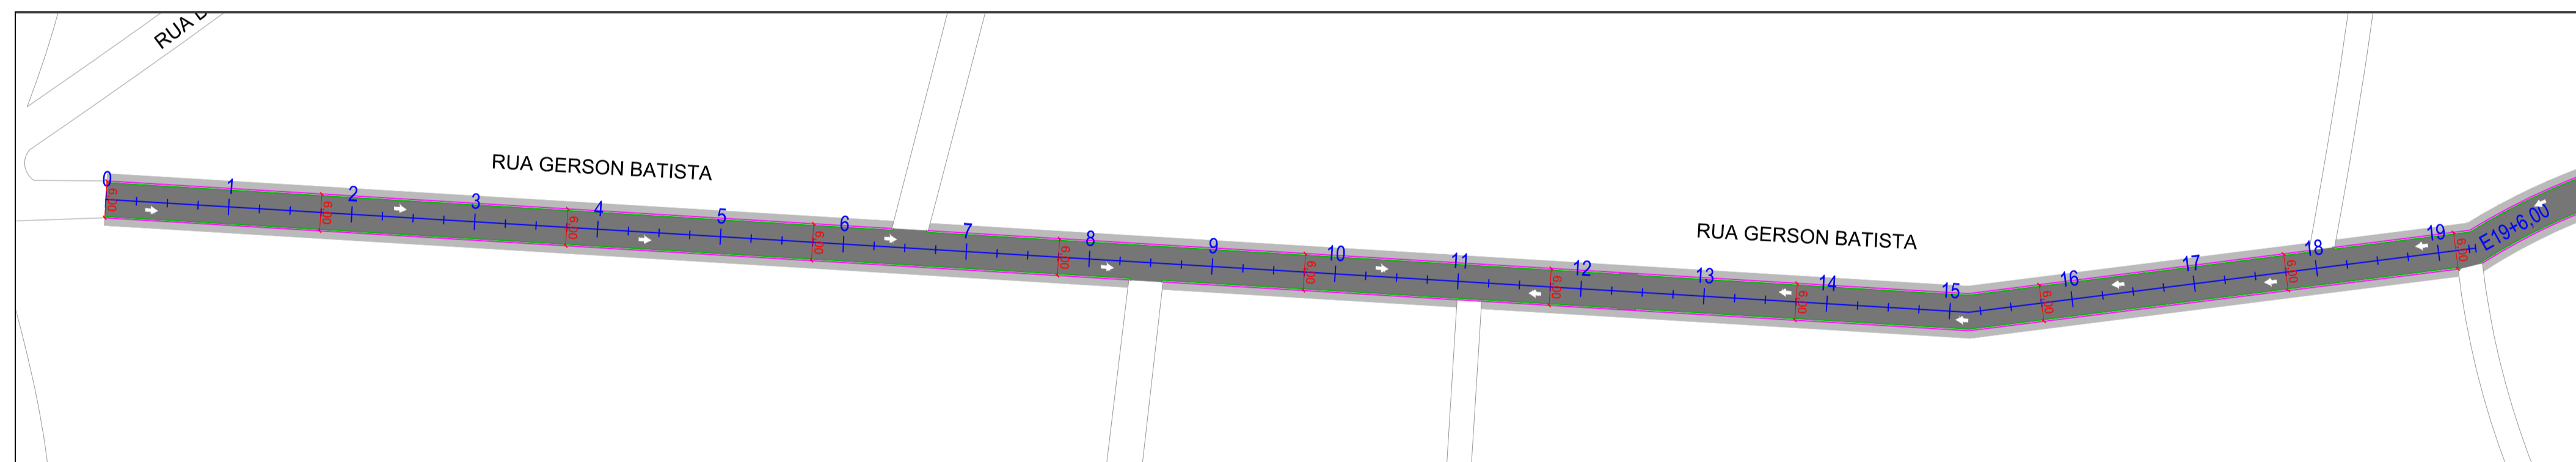 RUA
RUA GERSON BATISTA
RUA GERSON BATISTA
0 1 2 3 4 5 6 7 8 9 10 11 12 13 14 15 16 17 18 19 E19+6,00
6,00 6,00 6,00 6,00 6,00 6,00 6,00 6,00 6,00 6,00 6,00